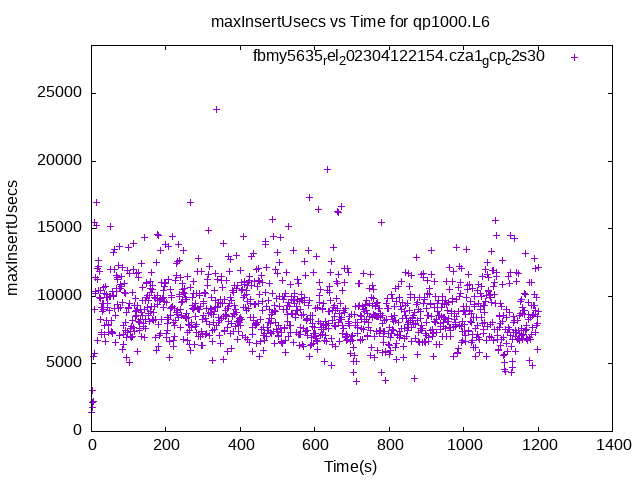 maxInsertUsecs vs Time for qp1000.L6
fbmy5635rel202304122154.cza1gcpc2s30
25000
20000
15000
10000
5000
0
maxInsertUsecs
0 200 400 600 800 1000 1200 1400
Time(s)